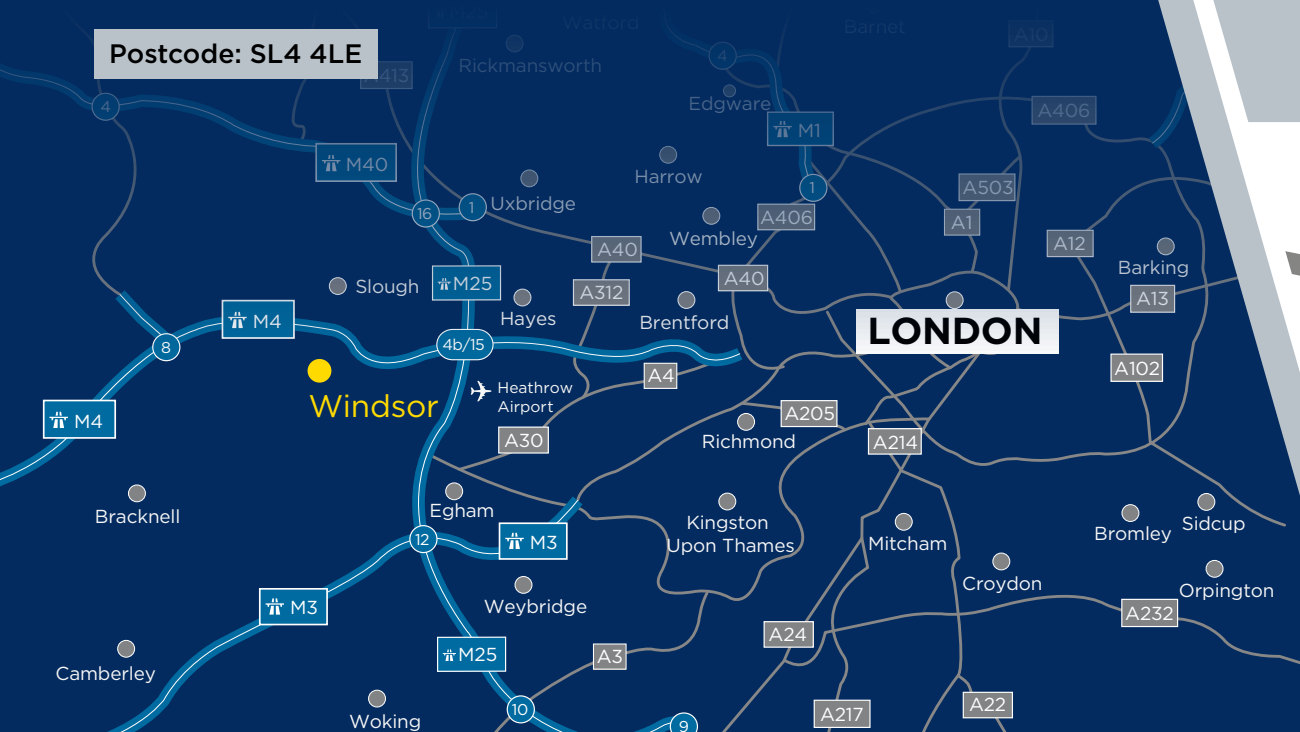 Watford
Barnet
A10
Postcode: SL4 4LE
Rickmansworth
4
A413
4
Edgware
A406
M1
M40
Harrow
A503
1
16
1
Uxbridge
A406
A1
Wembley
A12
A40
Barking
Slough
M25
A312
A40
A13
Hayes
Brentford
M4
8
4b/15
LONDON
A4
A102
Heathrow
Airport
Windsor
M4
A30
Richmond
A205
A214
Bracknell
Egham
Kingston
Upon Thames
Mitcham
Bromley
Sidcup
12
M3
Croydon
Orpington
M3
Weybridge
A232
A24
Camberley
M25
A3
Woking
10
A217
A22
9